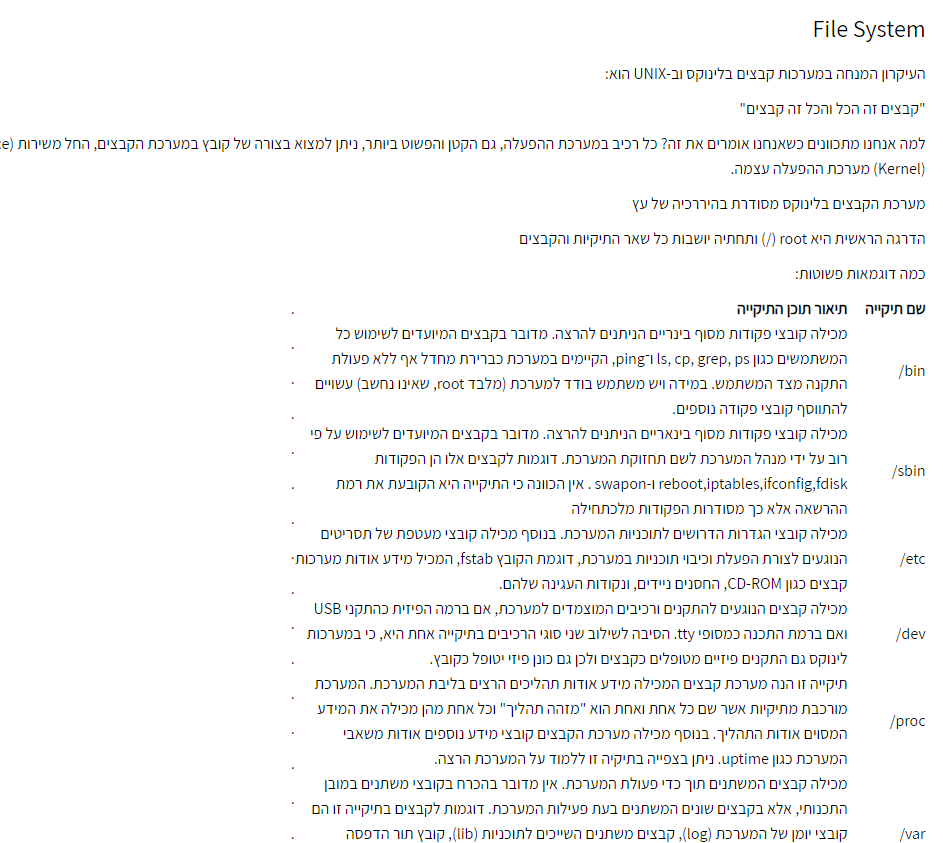 File System
העיקרון המנחה במערכות קבצים בלינוקס וב-UNIX הוא:
"קבצים זה הכל והכל זה קבצים"
למה אנחנו מתכוונים כשאנחנו אומרים את זה? כל רכיב במערכת ההפעלה, גם הקטן והפשוט ביותר, ניתן למצוא בצורה של קובץ במערכת הקבצים, החל משירות
(Kernel) מערכת ההפעלה עצמה.
מערכת הקבצים בלינוקס מסודרת בהיררכיה של עץ
הדרגה הראשית היא root (/) ותחתיה יושבות כל שאר התיקיות והקבצים
כמה דוגמאות פשוטות:
שם תיקייה תיאור תוכן התיקייה
מכילה קובצי פקודות מסוף בינריים הניתנים להרצה. מדובר בקבצים המיועדים לשימוש כל
המשתמשים כגון ls, cp, grep, ps ו־ping, הקיימים במערכת כברירת מחדל אף ללא פעולת
/bin
התקנה מצד המשתמש. במידה ויש משתמש בודד למערכת (מלבד root, שאינו נחשב) עשויים
להתווסף קובצי פקודה נוספים.
מכילה קובצי פקודות מסוף בינאריים הניתנים להרצה. מדובר בקבצים המיועדים לשימוש על פי
רוב על ידי מנהל המערכת לשם תחזוקת המערכת. דוגמות לקבצים אלו הן הפקודות
/sbin
reboot,iptables,ifconfig,fdisk ו-swapon . אין הכוונה כי התיקייה היא הקובעת את רמת
ההרשאה אלא כך מסודרות הפקודות מלכתחילה
מכילה קובצי הגדרות הדרושים לתוכניות המערכת. בנוסף מכילה קובצי מעטפת של תסריטים
/etc הנוגעים לצורת הפעלת וכיבוי תוכניות במערכת, דוגמת הקובץ fstab, המכיל מידע אודות מערכות
קבצים כגון CD-ROM, החסנים ניידים, ונקודות העגינה שלהם.
מכילה קבצים הנוגעים להתקנים ורכיבים המוצמדים למערכת, אם ברמה הפיזית כהתקני USB
/dev ואם ברמת התכנה כמסופי tty. הסיבה לשילוב שני סוגי הרכיבים בתיקייה אחת היא, כי במערכות
לינוקס גם התקנים פיזיים מטופלים כקבצים ולכן גם כונן פיזי יטופל כקובץ.
תיקייה זו הנה מערכת קבצים המכילה מידע אודות תהליכים הרצים בליבת המערכת. המערכת
מורכבת מתיקיות אשר שם כל אחת ואחת הוא "מזהה תהליך" וכל אחת מהן מכילה את המידע
/proc
המסוים אודות התהליך. בנוסף מכילה מערכת הקבצים קובצי מידע נוספים אודות משאבי
המערכת כגון uptime. ניתן בצפייה בתיקיה זו ללמוד על המערכת הרצה.
מכילה קבצים המשתנים תוך כדי פעולת המערכת. אין מדובר בהכרח בקובצי משתנים במובן
התכנותי, אלא בקבצים שונים המשתנים בעת פעילות המערכת. דוגמות לקבצים בתיקייה זו הם
/var קובצי יומן של המערכת (log), קבצים משתנים השייכים לתוכניות (lib), קובץ תור הדפסה